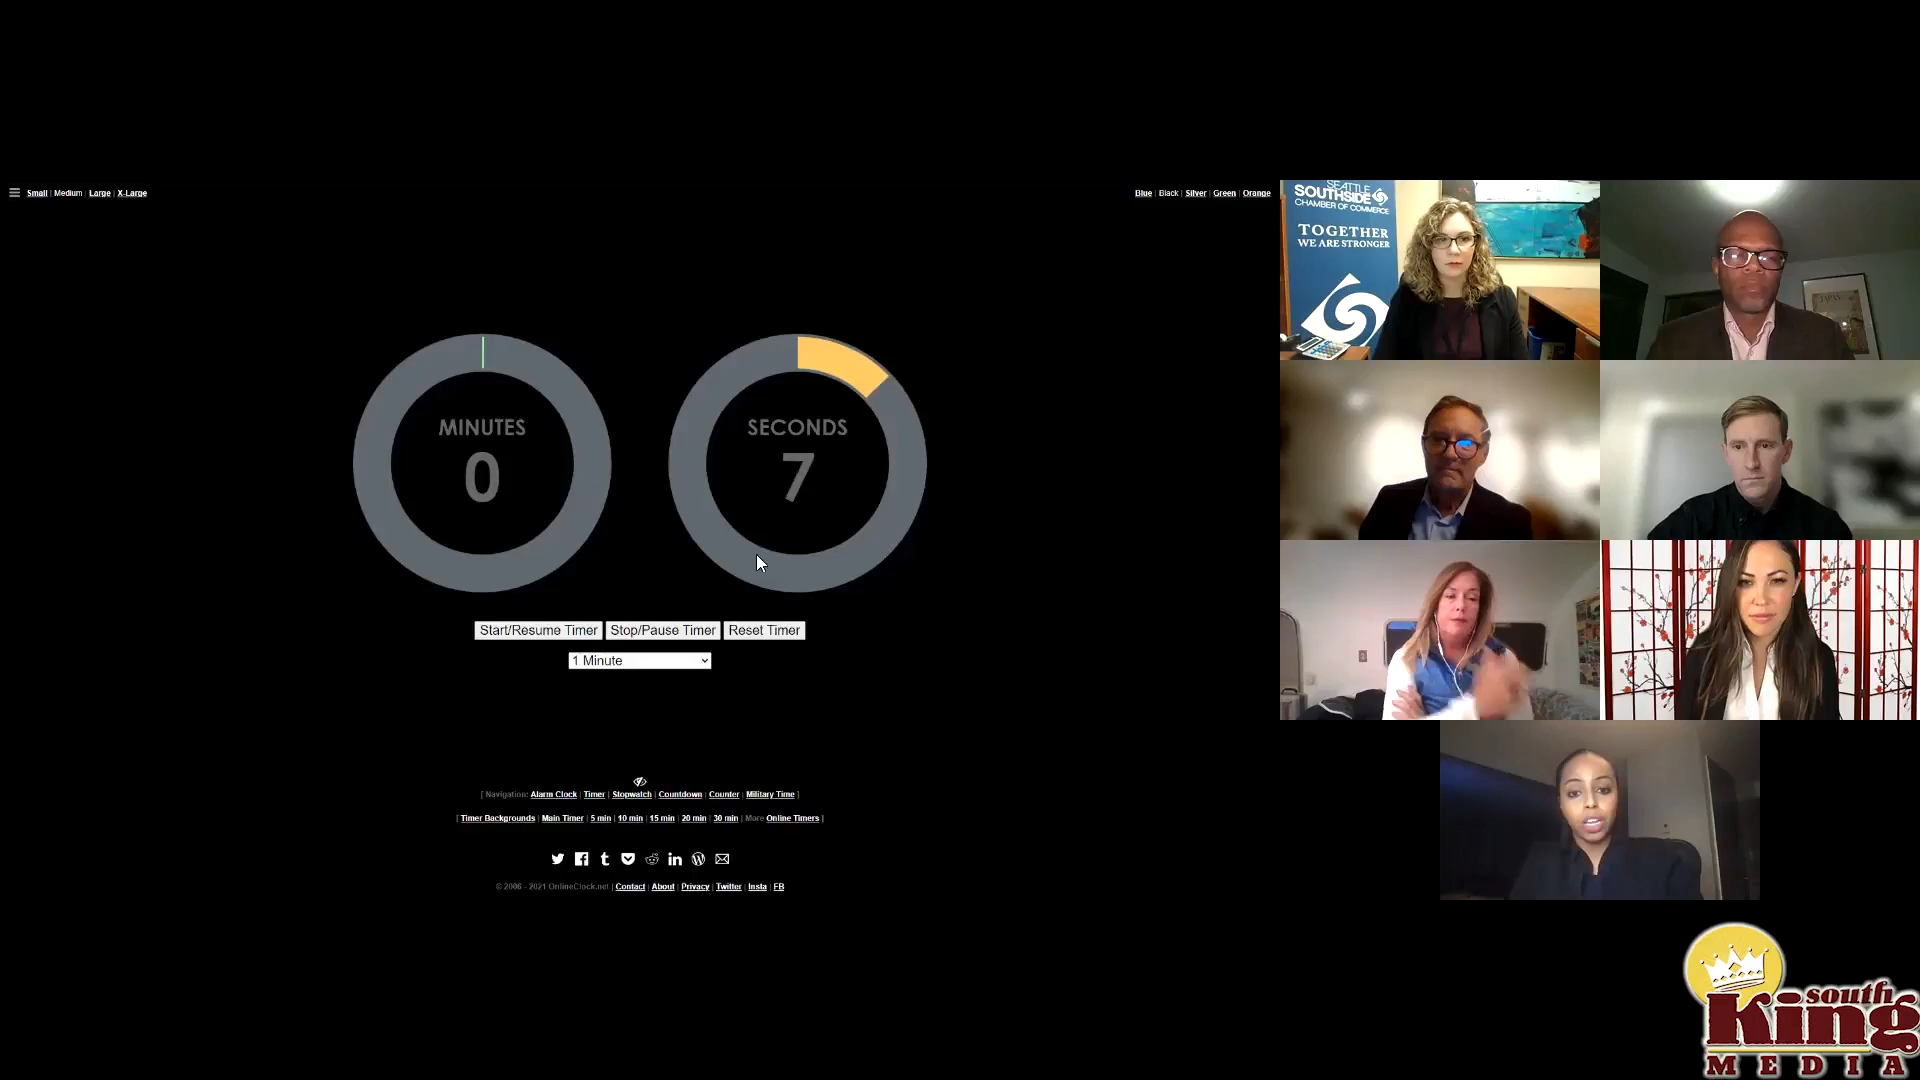 Small | Medium | Large | X-Large
Blue | Black | Silver | Green | Orange
SEATTLE
SOUTHSIDE
CHAMBER OF COMMERCE
TOGETHER
WE ARE STRONGER
JAPAN
MINUTES
0
SECONDS
7
Start/Resume Timer
Stop/Pause Timer
Reset Timer
1 Minute
[ Navigation: Alarm Clock | Timer | Stopwatch | Countdown | Counter | Military Time ]
[ Timer Backgrounds | Main Timer | 5 min | 10 min | 15 min | 20 min | 30 min | More Online Timers ]
© 2006 - 2021 OnlineClock.net | Contact | About | Privacy | Twitter | Insta | FB
south
King
MEDIA